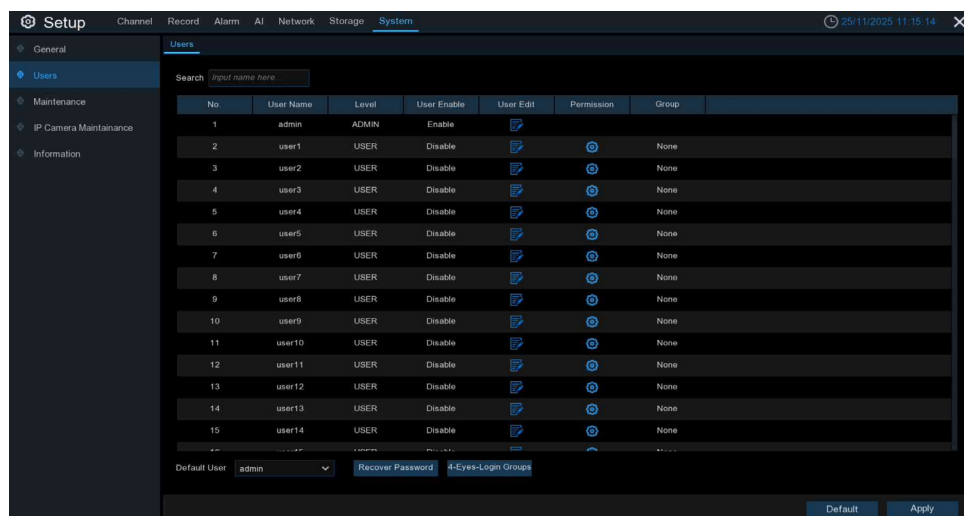 Setup Channel Record Alarm AI Network Storage System 25/11/2025 11:15:14
General
Users
Maintenance
IP Camera Maintainance
Information
Users
Search Input name here...
No. User Name Level User Enable User Edit Permission Group
1 admin ADMIN Enable
2 user1 USER Disable None
3 user2 USER Disable None
4 user3 USER Disable None
5 user4 USER Disable None
6 user5 USER Disable None
7 user6 USER Disable None
8 user7 USER Disable None
9 user8 USER Disable None
10 user9 USER Disable None
11 user10 USER Disable None
12 user11 USER Disable None
13 user12 USER Disable None
14 user13 USER Disable None
15 user14 USER Disable None
Default User admin Recover Password 4-Eyes-Login Groups
Default Apply